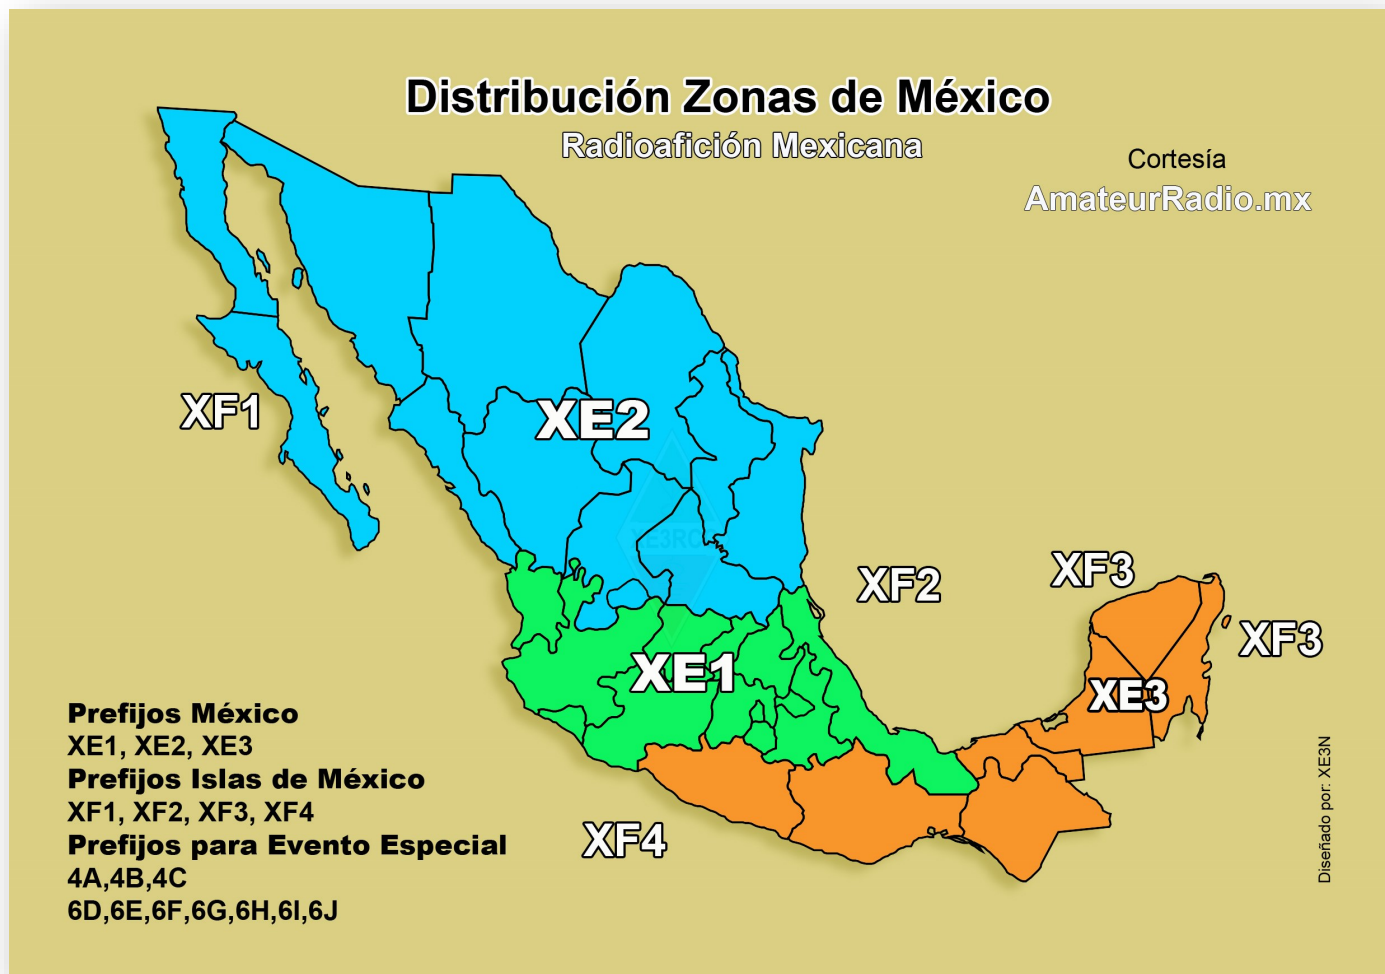 Distribución Zonas de México
Radioafición Mexicana
Cortesía
AmateurRadio.mx
XF1
XE2
XE3RC
XF2
XF3
XF3
XE1
XE3
XF4
Prefijos México
XE1, XE2, XE3
Prefijos Islas de México
XF1, XF2, XF3, XF4
Prefijos para Evento Especial
4A,4B,4C
6D,6E,6F,6G,6H,6I,6J
Diseñado por: XE3N